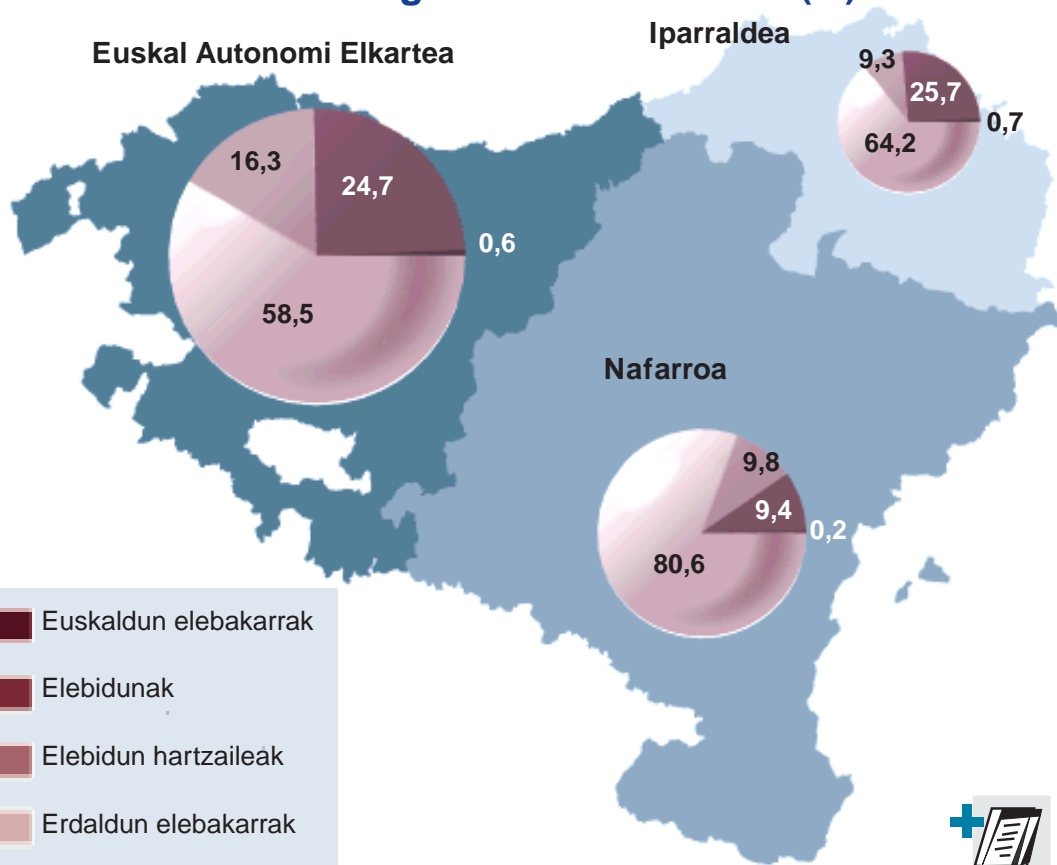 Euskal Autonomi Elkartea
Iparraldea
9,3
25,7
0,7
64,2
16,3
24,7
0,6
58,5
Nafarroa
9,8
9,4
0,2
80,6
Euskaldun elebakarrak
Elebidunak
Elebidun hartzaileak
Erdaldun elebakarrak